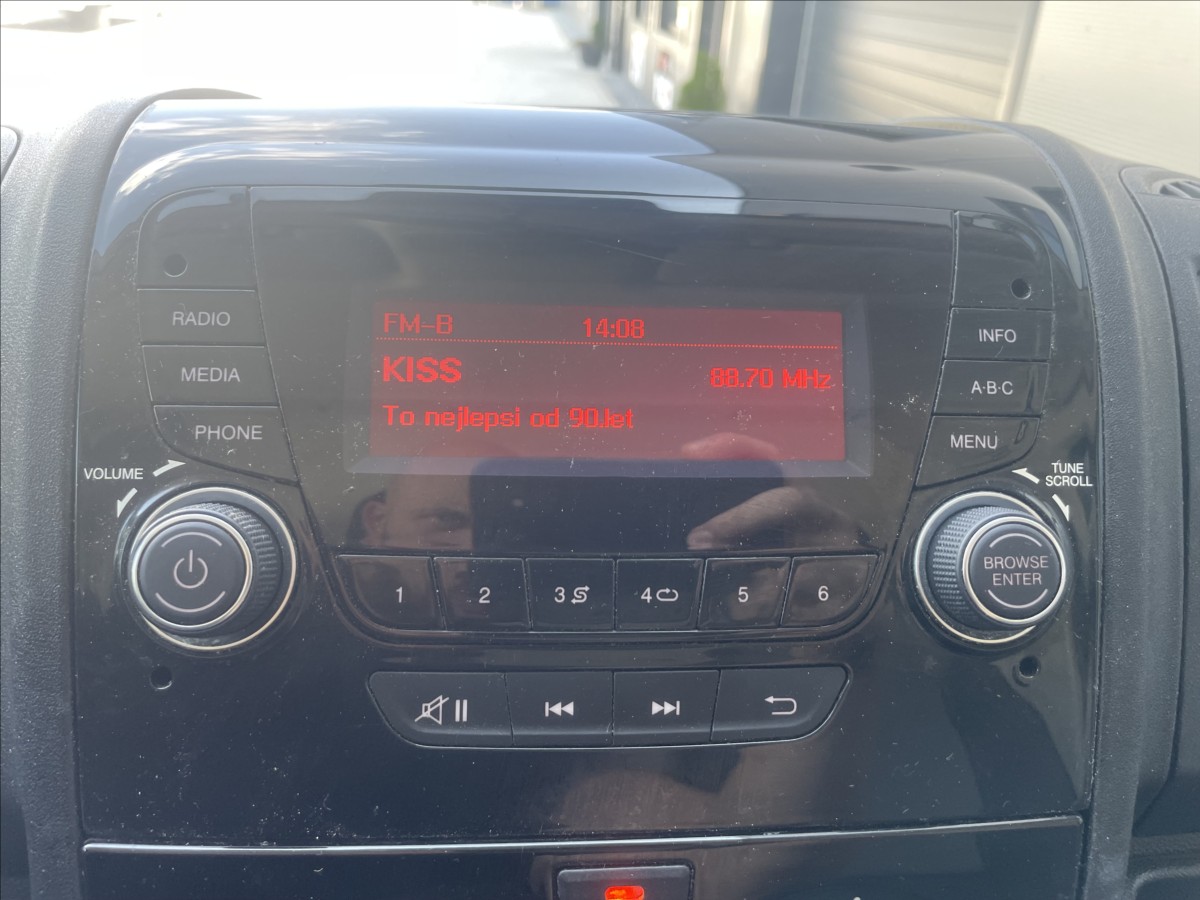 FM-B 14:08
KISS 88.70 MHz
To nejlepsi od 90.let
RADIO
MEDIA
PHONE
VOLUME
INFO
A·B·C
MENU
TUNE
SCROLL
BROWSE
ENTER
1 2 3 4 5 6